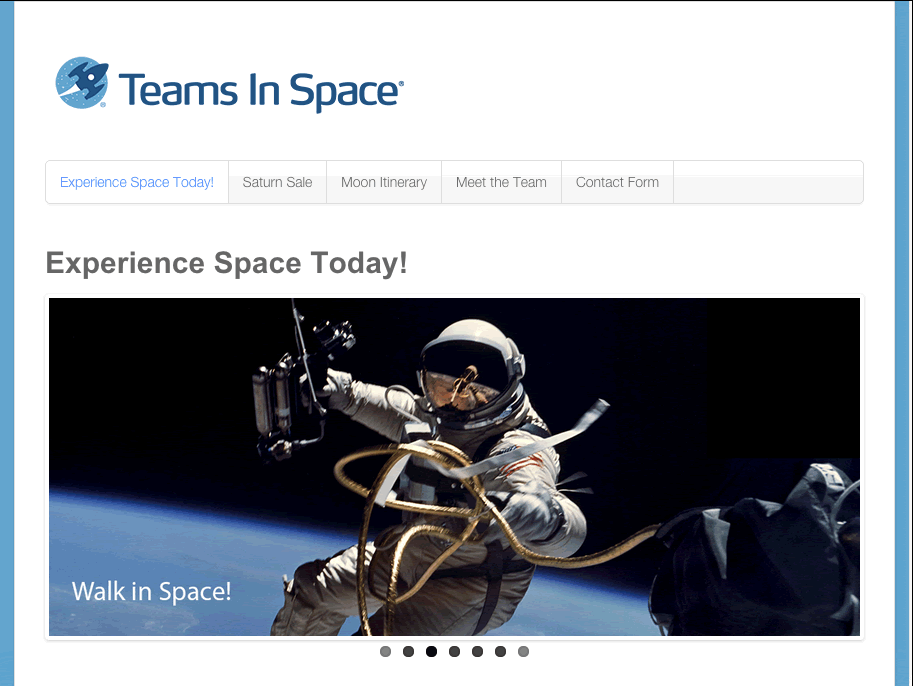 Teams In Space®
Experience Space Today! Saturn Sale Moon Itinerary Meet the Team Contact Form
Experience Space Today!
Walk in Space!